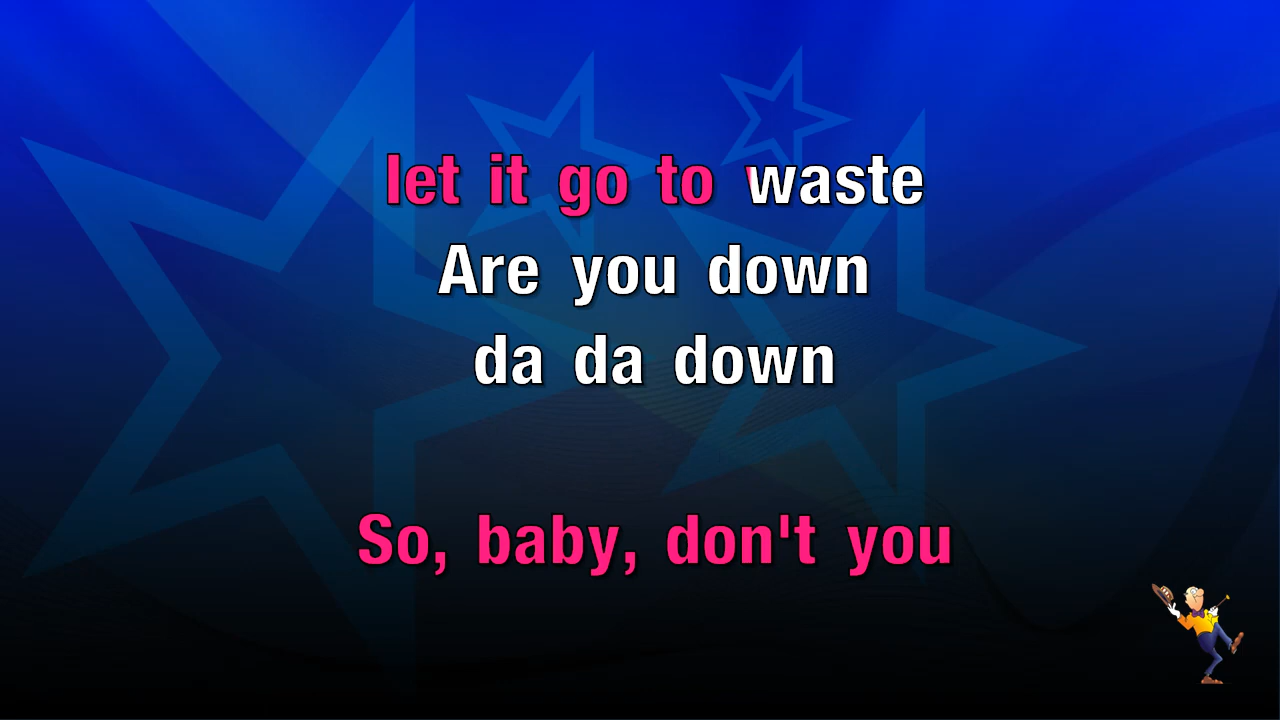 let it go to waste
Are you down
da da down
So, baby, don't you